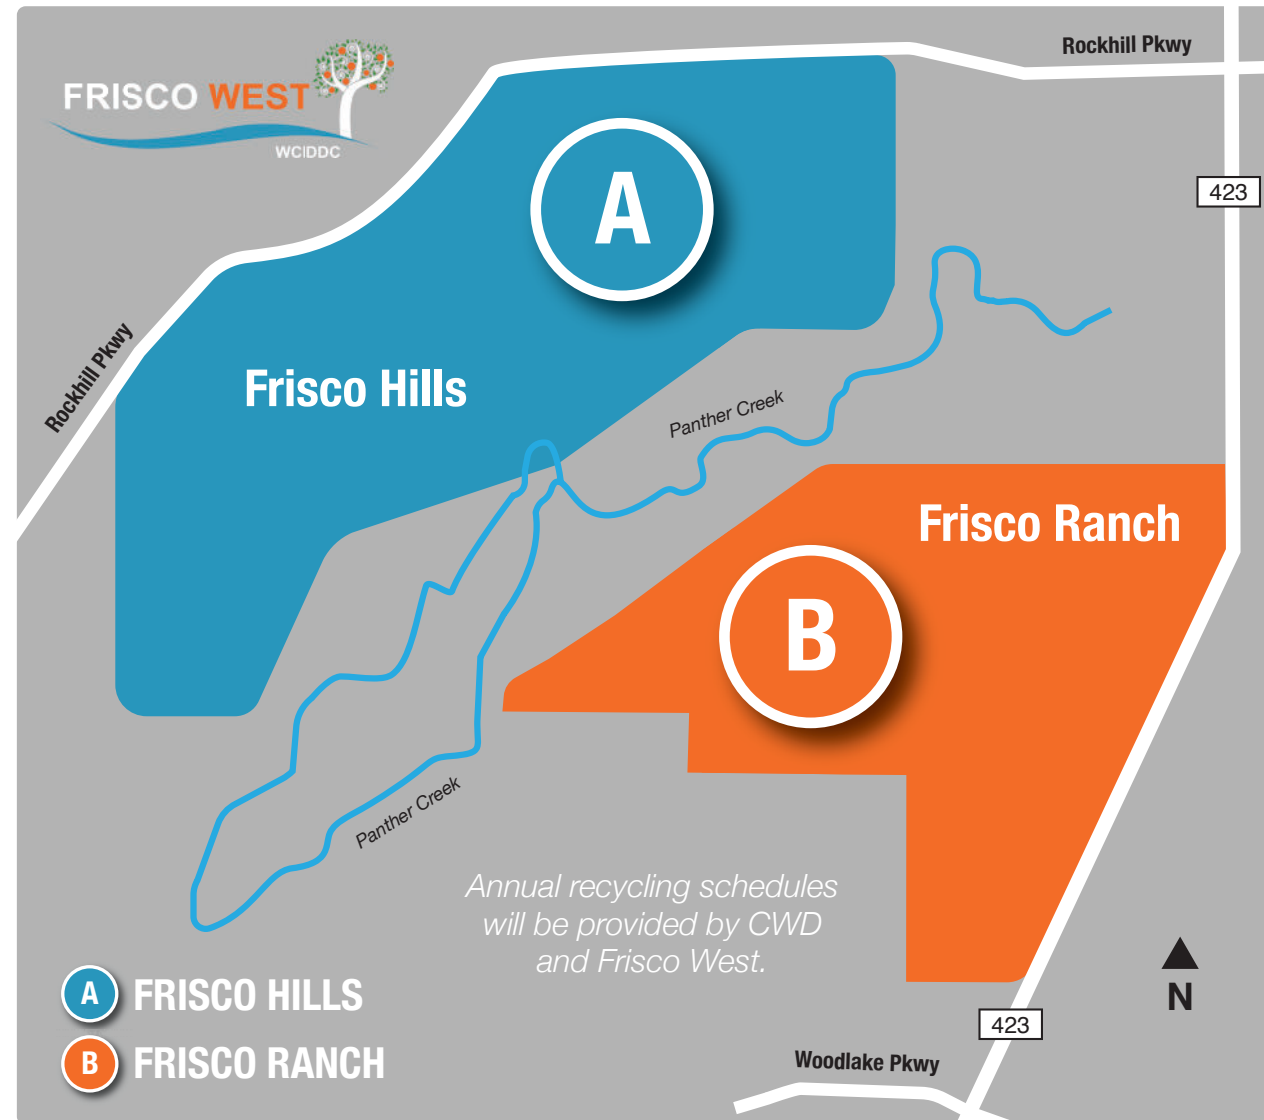 Rockhill Pkwy
FRISCO WEST
WCIDDC
A
423
Rockhill Pkwy
Frisco Hills
Panther Creek
Frisco Ranch
B
Panther Creek
Annual recycling schedules
will be provided by CWD
and Frisco West.
A FRISCO HILLS
N
423
B FRISCO RANCH
Woodlake Pkwy